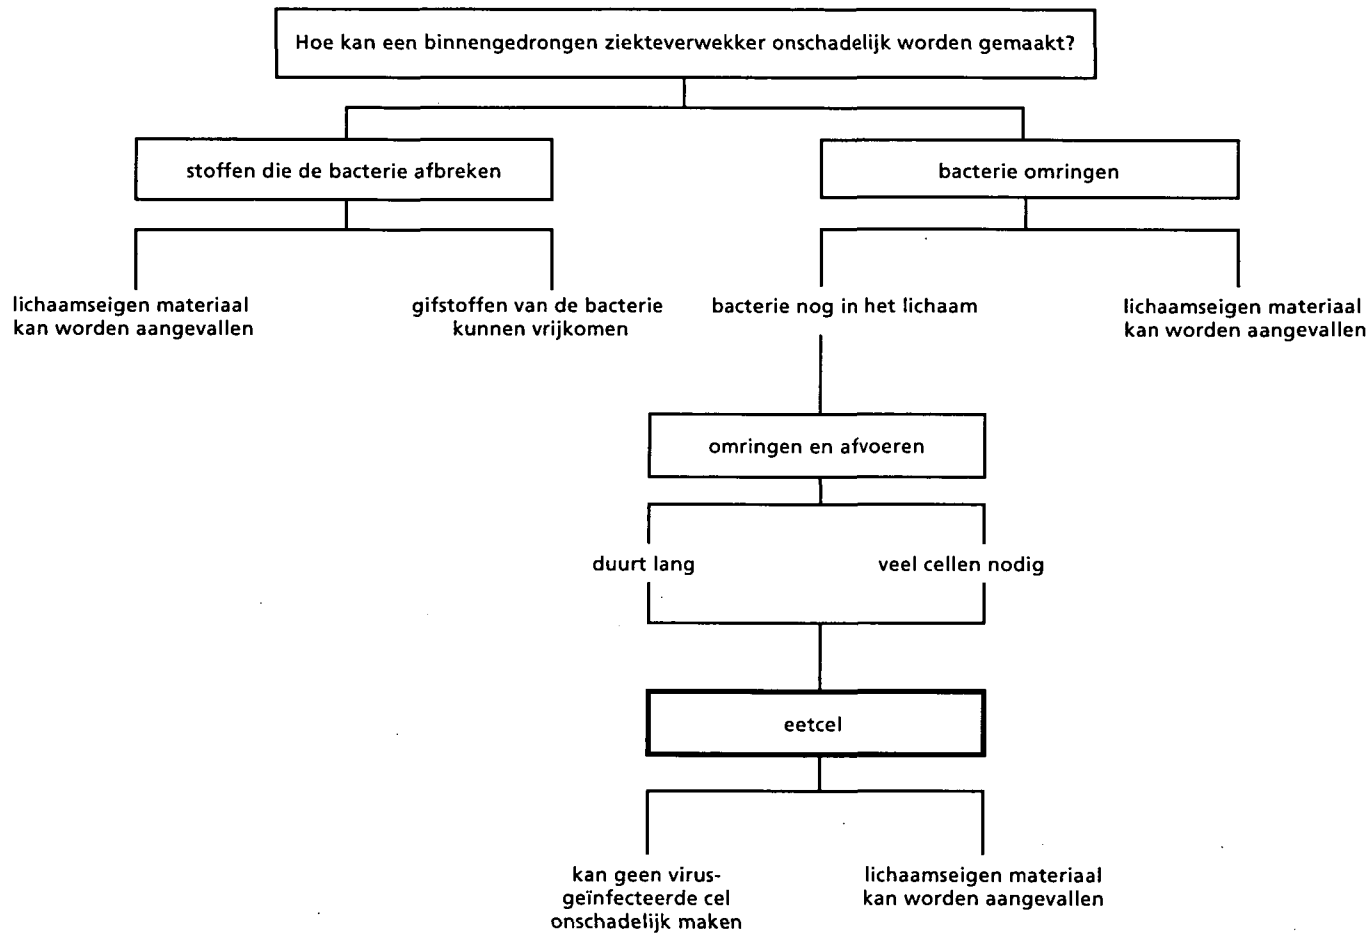 Hoe kan een binnengedrongen ziekteverwekker onschadelijk worden gemaakt?
stoffen die de bacterie afbreken
bacterie omringen
lichaamseigen materiaal
kan worden aangevallen
gifstoffen van de bacterie
kunnen vrijkomen
bacterie nog in het lichaam
lichaamseigen materiaal
kan worden aangevallen
omringen en afvoeren
duurt lang
veel cellen nodig
eetcel
kan geen virus-
geïnfecteerde cel
onschadelijk maken
lichaamseigen materiaal
kan worden aangevallen